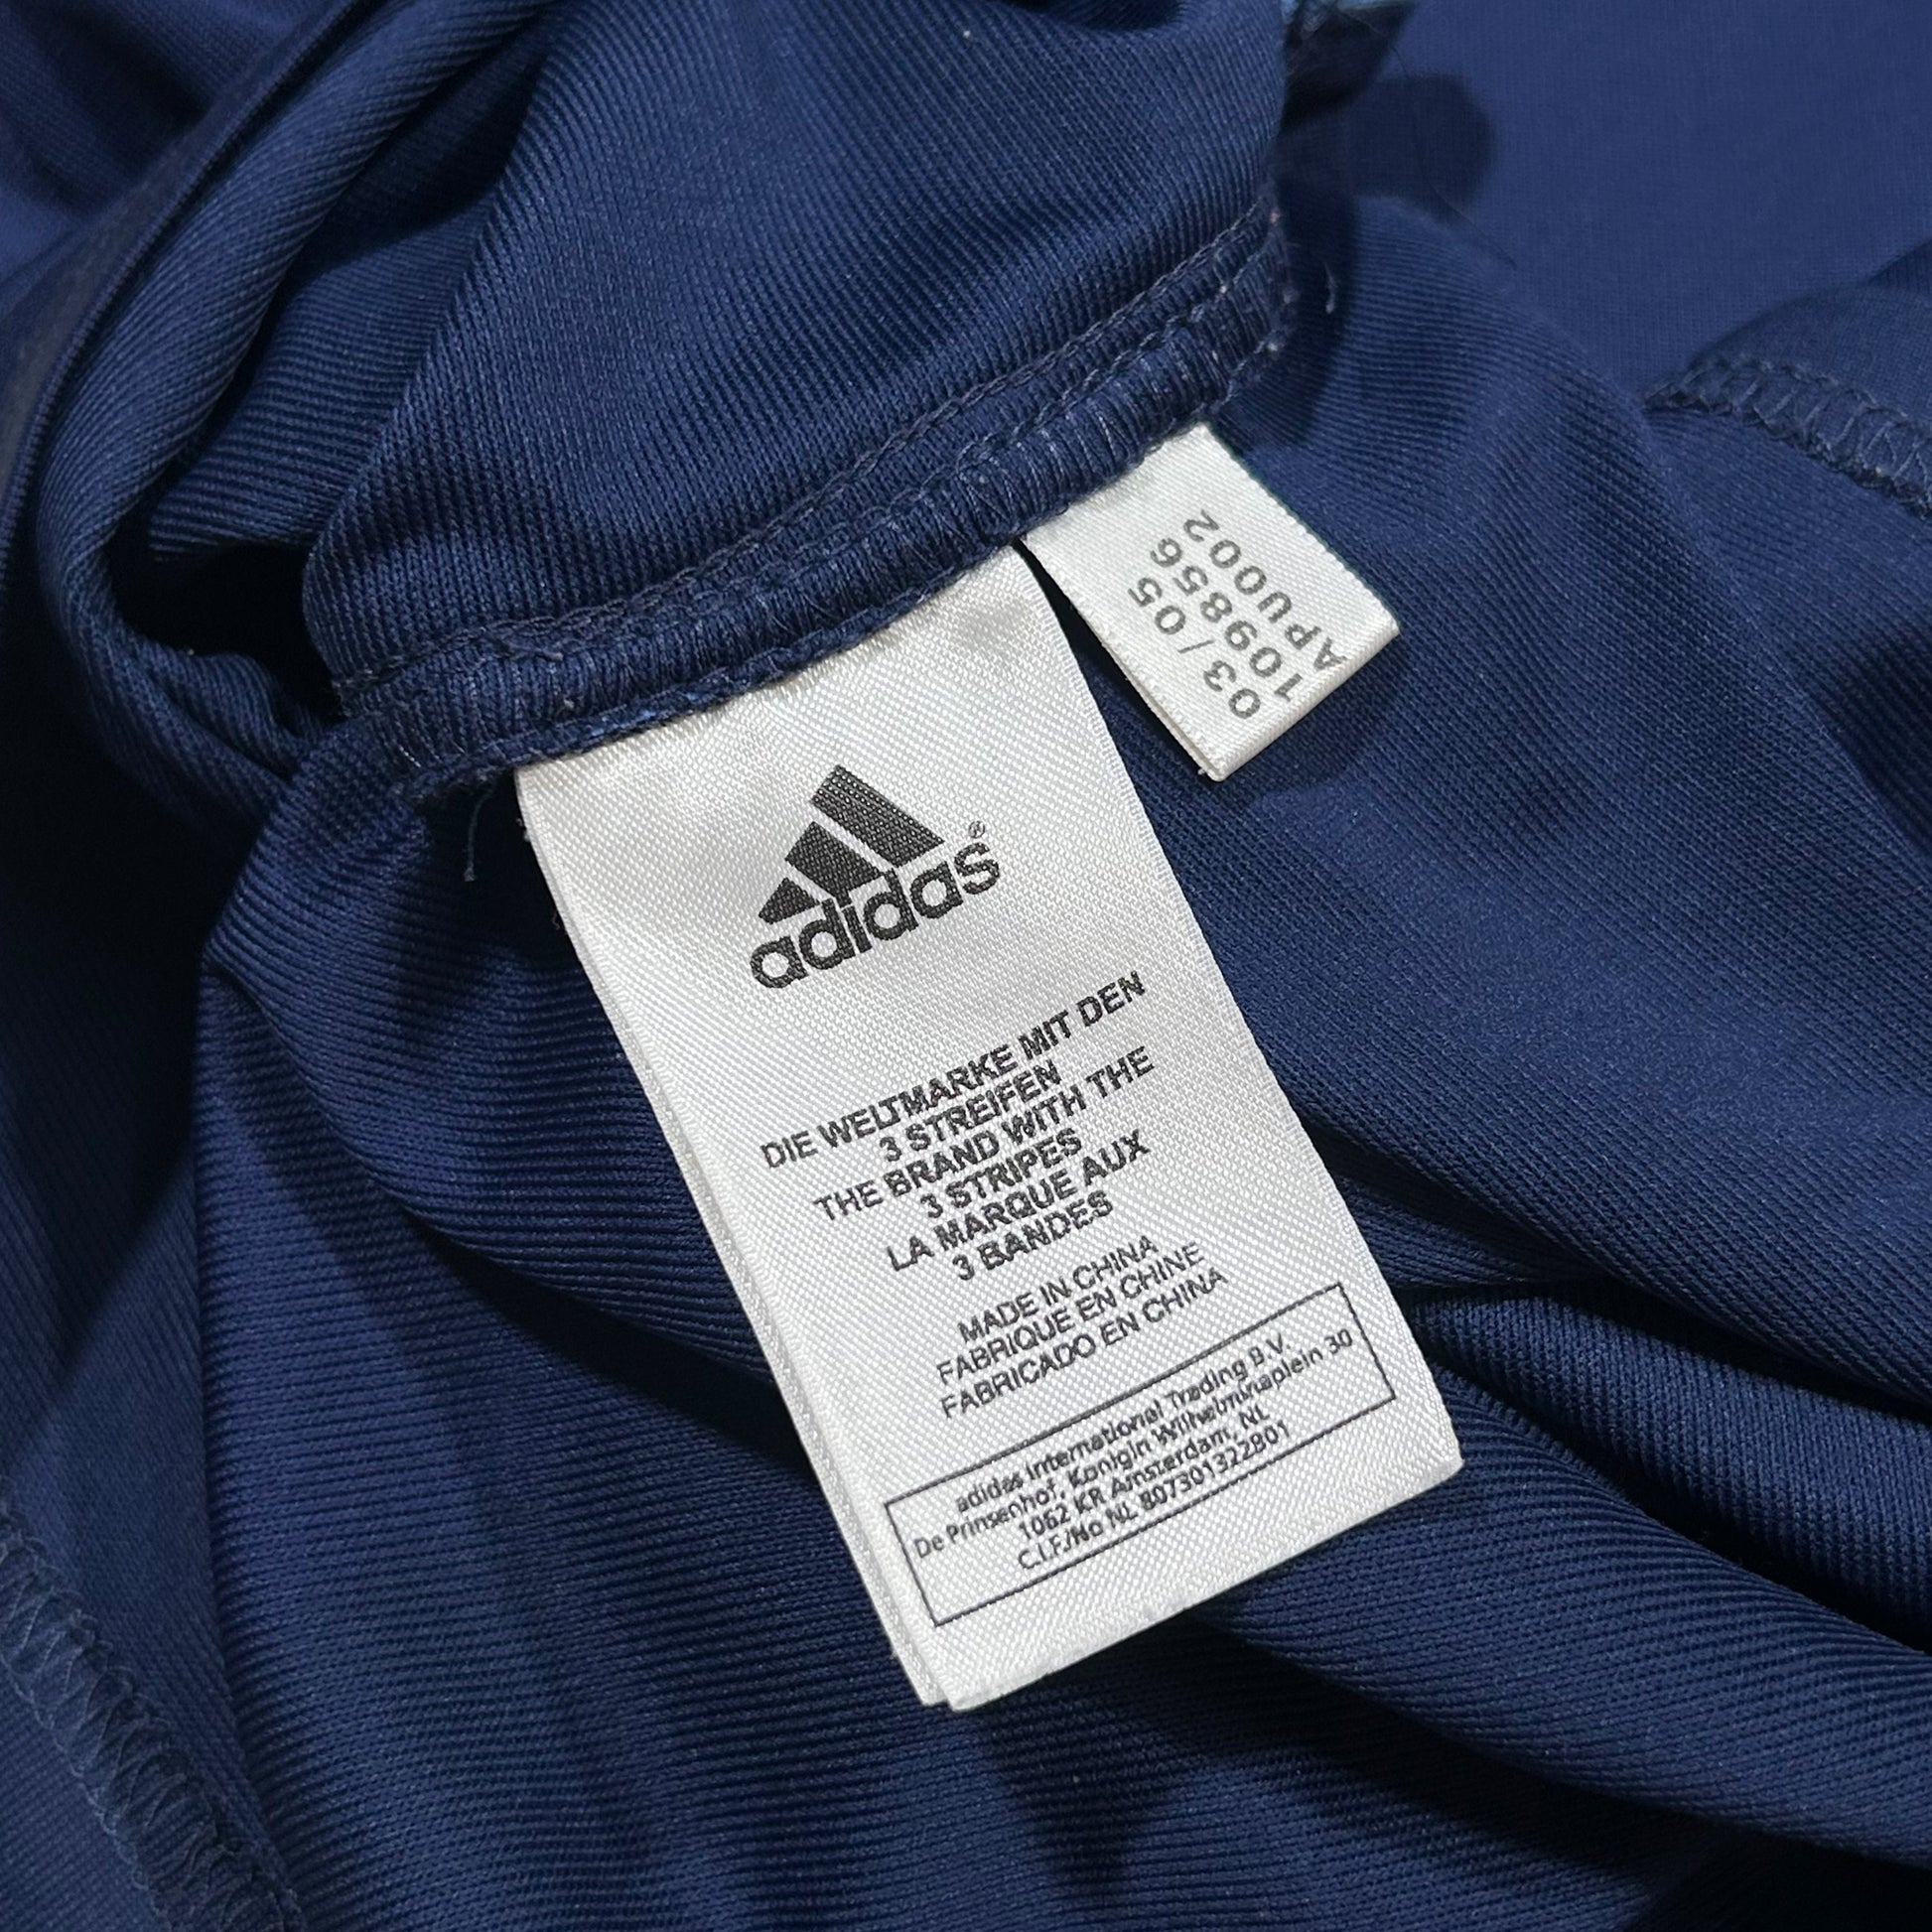 03/05
109856
APU002
adidas®
DIE WELTMARKE MIT DEN
3 STREIFEN
THE BRAND WITH THE
3 STRIPES
LA MARQUE AUX
3 BANDES
MADE IN CHINA
FABRIQUE EN CHINE
FABRICADO EN CHINA
adidas International Trading B.V.
De Prinsenhof, Konigin Wilhelminaplein 30
1062 KR Amsterdam, NL
C.I.F./No NL 807301322B01